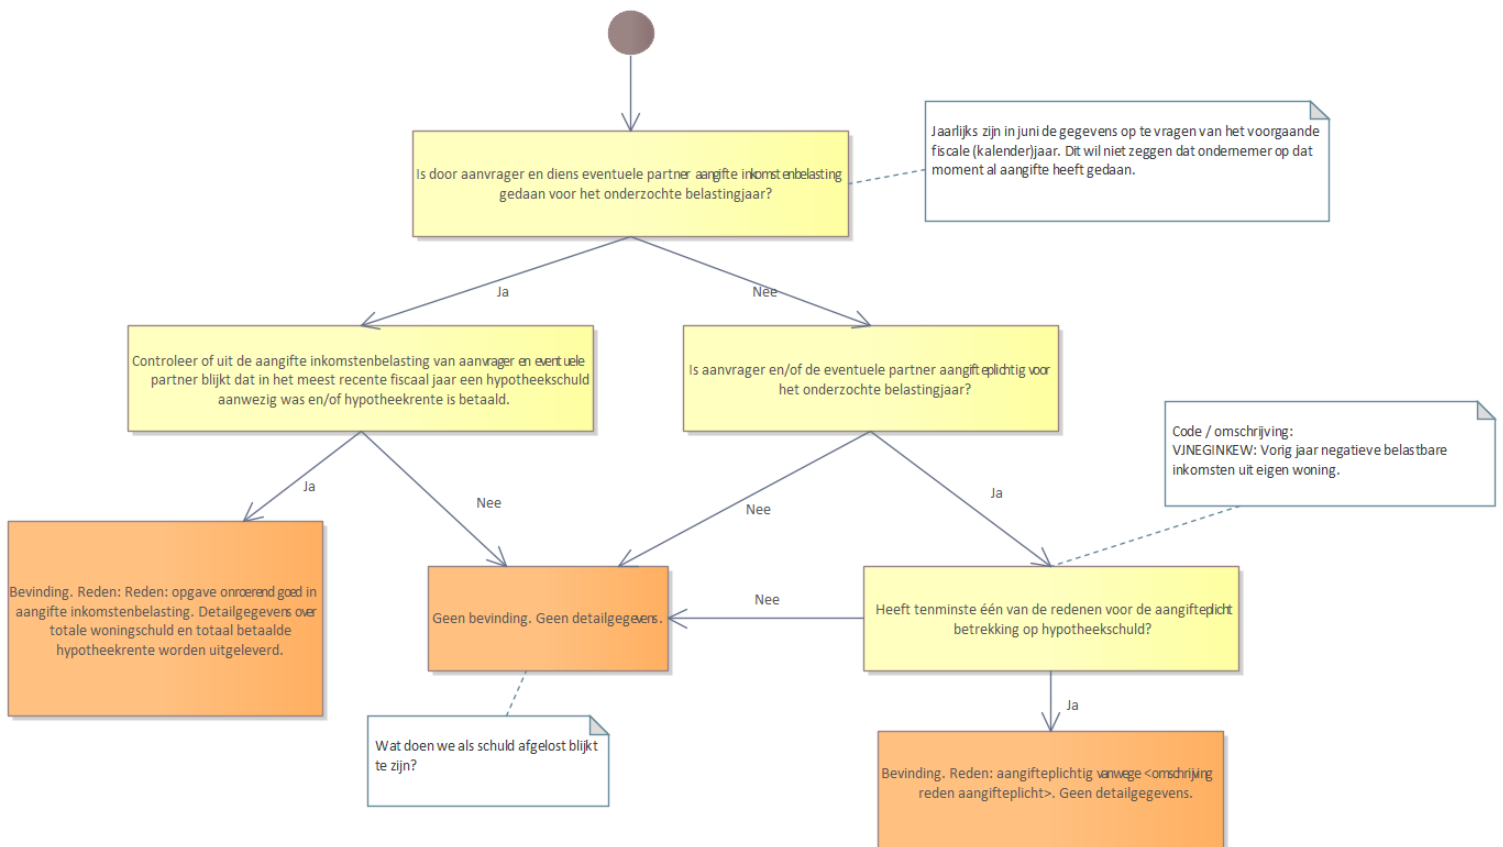 Jaarlijks zijn in juni de gegevens op te vragen van het voorgaande
fiscale (kalender)jaar. Dit wil niet zeggen dat ondernemer op dat
moment al aangifte heeft gedaan.
Is door aanvrager en diens eventuele partner aangifte inkomstenbelasting
gedaan voor het onderzochte belastingjaar?
Ja
Nee
Controleer of uit de aangifte inkomstenbelasting van aanvrager en eventuele
partner blijkt dat in het meest recente fiscaal jaar een hypotheekschuld
aanwezig was en/of hypotheekrente is betaald.
Is aanvrager en/of de eventuele partner aangifteplichtig voor
het onderzochte belastingjaar?
Code / omschrijving:
VJNEGINKEW: Vorig jaar negatieve belastbare
inkomsten uit eigen woning.
Ja
Nee
Nee
Ja
Bevinding. Reden: Reden: opgave onroerend goed in
aangifte inkomstenbelasting. Detailgegevens over
totale woningschuld en totaal betaalde
hypotheekrente worden uitgeleverd.
Geen bevinding. Geen detailgegevens.
Nee
Heeft tenminste één van de redenen voor de aangifteplicht
betrekking op hypotheekschuld?
Ja
Wat doen we als schuld afgelost blijkt
te zijn?
Bevinding. Reden: aangifteplichtig vanwege <omschrijving
reden aangifteplicht>. Geen detailgegevens.